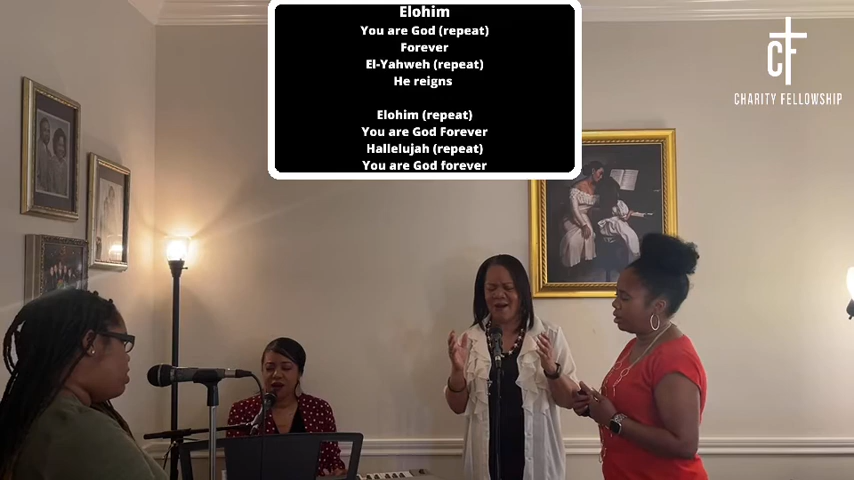 Elohim
You are God (repeat)
Forever
El-Yahweh (repeat)
He reigns
Elohim (repeat)
You are God Forever
Hallelujah (repeat)
You are God forever
CF
CHARITY FELLOWSHIP